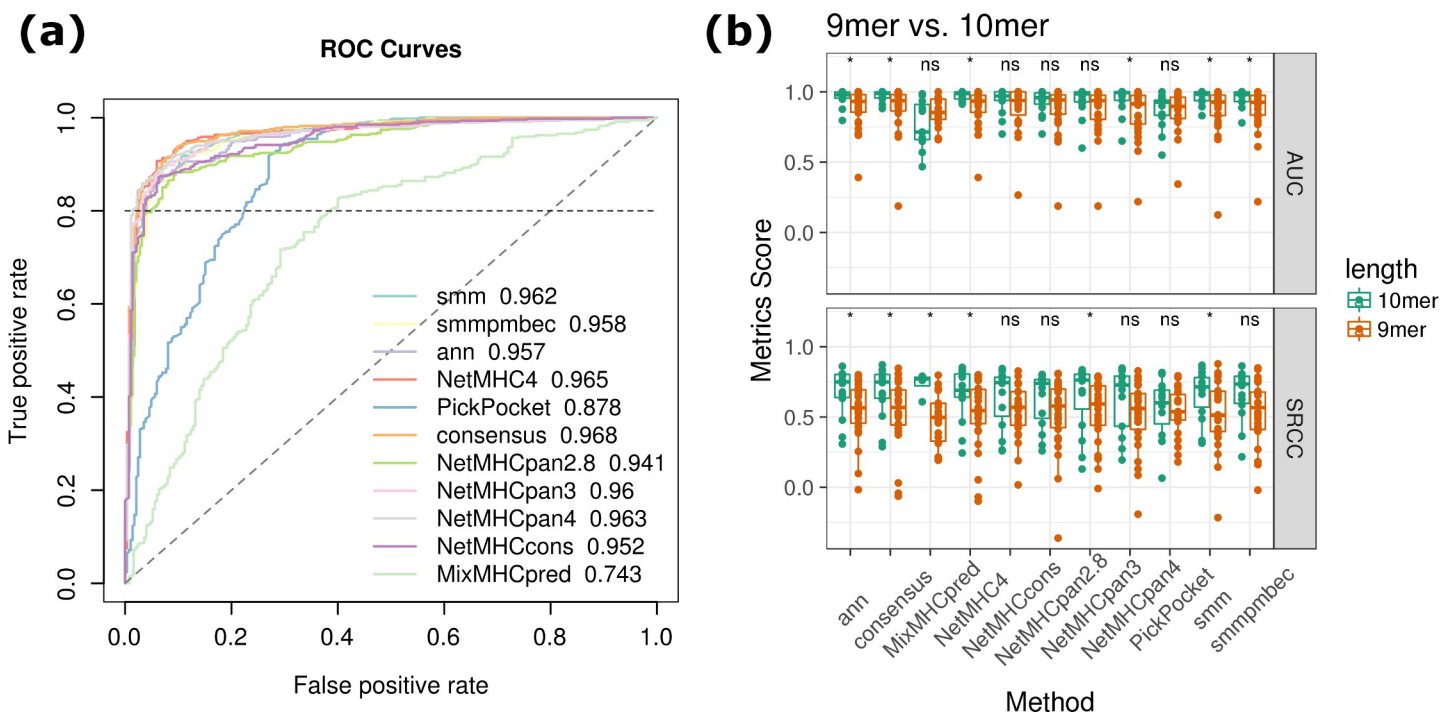 (a)
ROC Curves
True positive rate
1.0
0.8
0.6
0.4
0.2
0.0
smm 0.962
smmpmbec 0.958
ann 0.957
NetMHC4 0.965
PickPocket 0.878
consensus 0.968
NetMHCpan2.8 0.941
NetMHCpan3 0.96
NetMHCpan4 0.963
NetMHCcons 0.952
MixMHCpred 0.743
0.0 0.2 0.4 0.6 0.8 1.0
False positive rate
(b)
9mer vs. 10mer
Metrics Score
* * ns * ns ns ns * ns * *
1.0
0.5
0.0
AUC
* * * * ns ns * ns ns * ns
1.0
0.5
0.0
SRCC
ann
consensus
MixMHCpred
NetMHC4
NetMHCcons
NetMHCpan2.8
NetMHCpan3
NetMHCpan4
PickPocket
smm
smmpmbec
Method
length
10mer
9mer